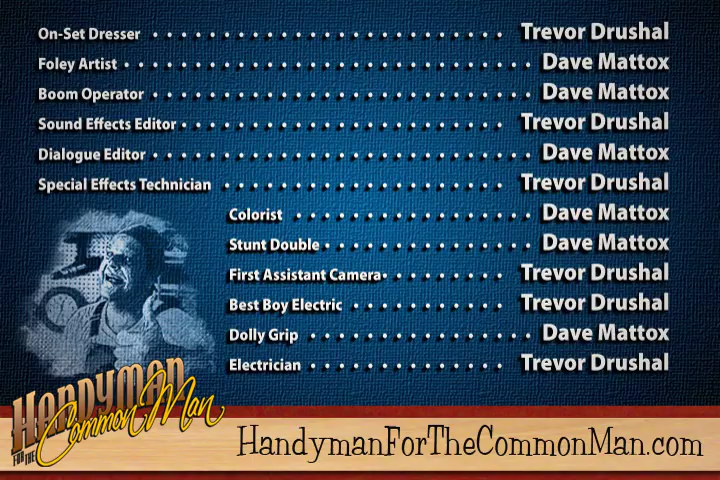 On-Set Dresser . . . . . . . . . . . . . . . . . . . . . . . . . Trevor Drushal
Foley Artist . . . . . . . . . . . . . . . . . . . . . . . . . . . . Dave Mattox
Boom Operator . . . . . . . . . . . . . . . . . . . . . . . . . . Dave Mattox
Sound Effects Editor . . . . . . . . . . . . . . . . . . . . . . Trevor Drushal
Dialogue Editor . . . . . . . . . . . . . . . . . . . . . . . . . . Dave Mattox
Special Effects Technician . . . . . . . . . . . . . . . . . . . Trevor Drushal
Colorist . . . . . . . . . . . . . . . . Dave Mattox
Stunt Double . . . . . . . . . . . . . . Dave Mattox
First Assistant Camera . . . . . . . . . Trevor Drushal
Best Boy Electric . . . . . . . . . . . Trevor Drushal
Dolly Grip . . . . . . . . . . . . . . . Dave Mattox
Electrician . . . . . . . . . . . . . . Trevor Drushal
Handyman
FOR THE Common Man
HandymanForTheCommonMan.com